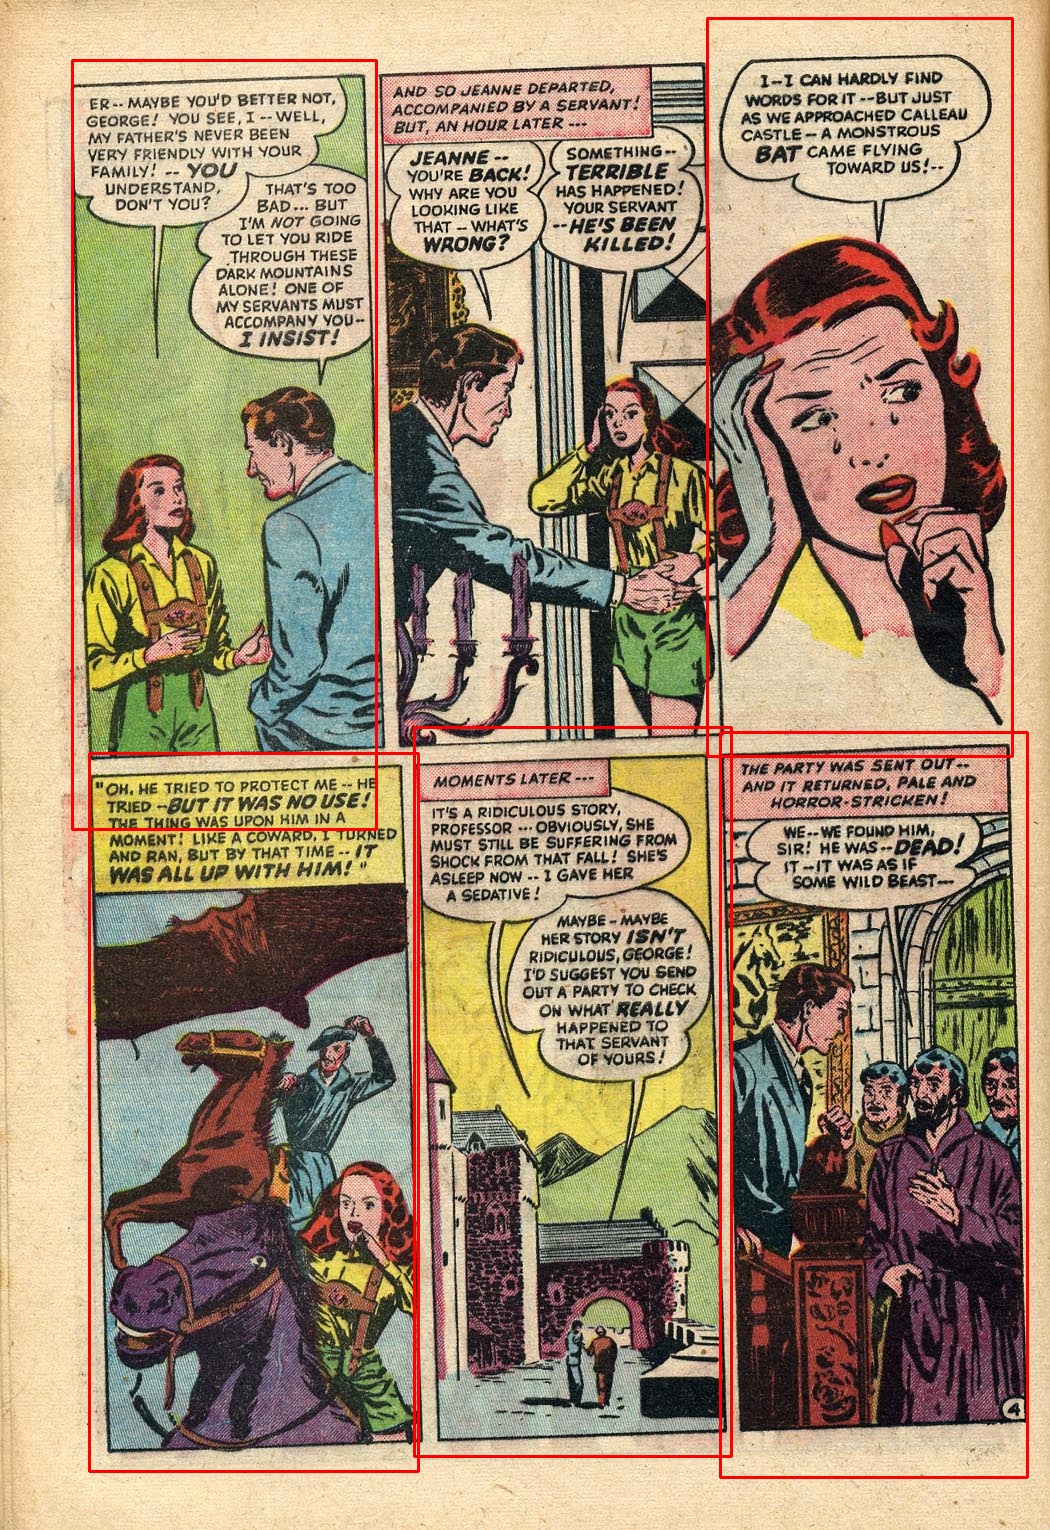 ER-- MAYBE YOU'D BETTER NOT,
GEORGE! YOU SEE, I -- WELL,
MY FATHER'S NEVER BEEN
VERY FRIENDLY WITH YOUR
FAMILY! -- YOU
UNDERSTAND,
DON'T YOU?
THAT'S TOO
BAD... BUT
I'M NOT GOING
TO LET YOU RIDE
THROUGH THESE
DARK MOUNTAINS
ALONE! ONE OF
MY SERVANTS MUST
ACCOMPANY YOU--
I INSIST!
AND SO JEANNE DEPARTED,
ACCOMPANIED BY A SERVANT!
BUT, AN HOUR LATER ---
JEANNE --
YOU'RE BACK!
WHY ARE YOU
LOOKING LIKE
THAT -- WHAT'S
WRONG?
SOMETHING--
TERRIBLE
HAS HAPPENED!
YOUR SERVANT
--HE'S BEEN
KILLED!
I--I CAN HARDLY FIND
WORDS FOR IT --BUT JUST
AS WE APPROACHED CALLEAU
CASTLE -- A MONSTROUS
BAT CAME FLYING
TOWARD US!--
"OH, HE TRIED TO PROTECT ME -- HE
TRIED --BUT IT WAS NO USE!
THE THING WAS UPON HIM IN A
MOMENT! LIKE A COWARD, I TURNED
AND RAN, BUT BY THAT TIME -- IT
WAS ALL UP WITH HIM!"
MOMENTS LATER ---
IT'S A RIDICULOUS STORY,
PROFESSOR --- OBVIOUSLY, SHE
MUST STILL BE SUFFERING FROM
SHOCK FROM THAT FALL! SHE'S
ASLEEP NOW -- I GAVE HER
A SEDATIVE!
MAYBE - MAYBE
HER STORY ISN'T
RIDICULOUS, GEORGE!
I'D SUGGEST YOU SEND
OUT A PARTY TO CHECK
ON WHAT REALLY
HAPPENED TO
THAT SERVANT
OF YOURS!
THE PARTY WAS SENT OUT--
AND IT RETURNED, PALE AND
HORROR-STRICKEN!
WE--WE FOUND HIM,
SIR! HE WAS--DEAD!
IT --IT WAS AS IF
SOME WILD BEAST---
4